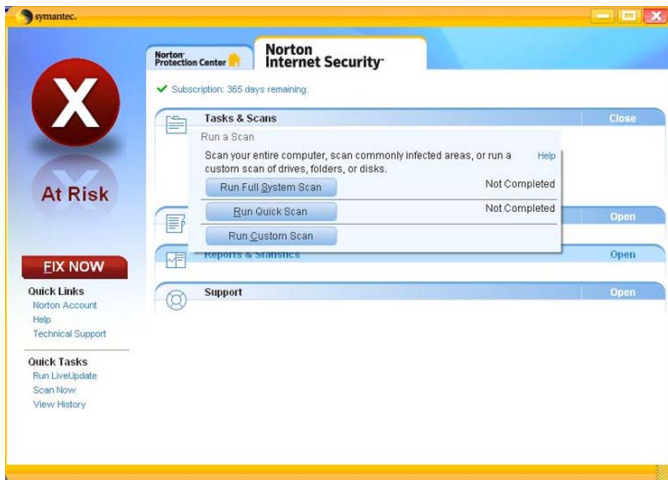 symantec.
Norton
Protection Center
Norton
Internet Security
Subscription: 365 days remaining.
X
At Risk
FIX NOW
Quick Links
Norton Account
Help
Technical Support
Quick Tasks
Run LiveUpdate
Scan Now
View History
Tasks & Scans
Close
Run a Scan
Scan your entire computer, scan commonly infected areas, or run a
custom scan of drives, folders, or disks.
Help
Run Full System Scan
Not Completed
Run Quick Scan
Not Completed
Run Custom Scan
Open
Reports & Statistics
Open
Support
Open